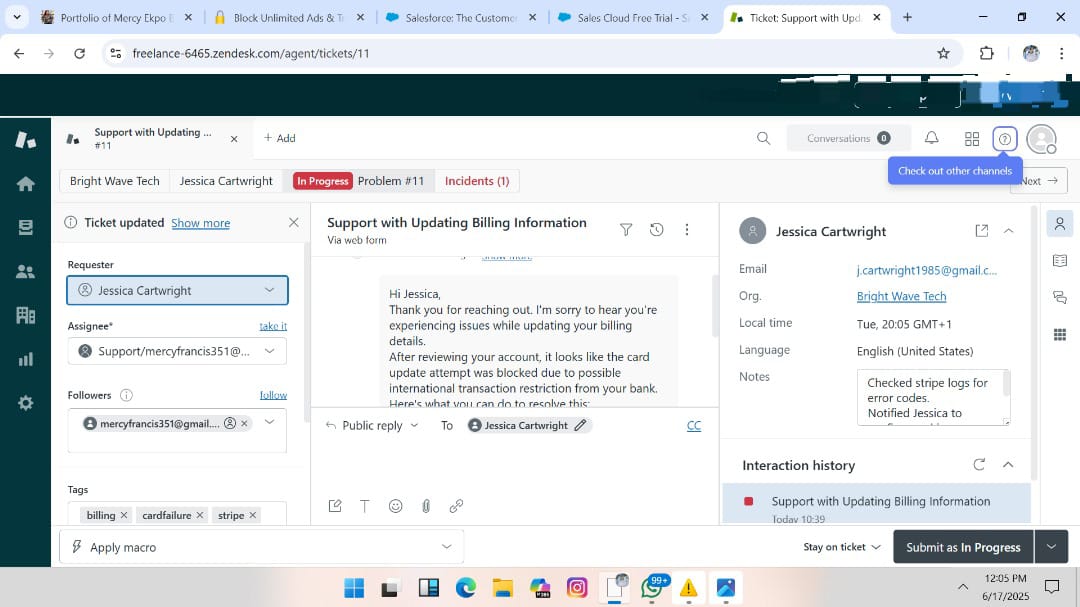 Portfolio of Mercy Ekpo E
Block Unlimited Ads & T
Salesforce: The Customer
Sales Cloud Free Trial - S
Ticket: Support with Upd
freelance-6465.zendesk.com/agent/tickets/11
Support with Updating ...
#11
+ Add
Conversations 0
Check out other channels
Next →
Bright Wave Tech
Jessica Cartwright
In Progress Problem #11
Incidents (1)
Ticket updated Show more
Requester
Jessica Cartwright
Assignee* take it
Support/mercyfrancis351@...
Followers follow
mercyfrancis351@gmail....
Tags
billing
cardfailure
stripe
Support with Updating Billing Information
Via web form
Show more
Hi Jessica,
Thank you for reaching out. I'm sorry to hear you're
experiencing issues while updating your billing
details.
After reviewing your account, it looks like the card
update attempt was blocked due to possible
international transaction restriction from your bank.
Here's what you can do to resolve this:
Public reply To Jessica Cartwright CC
Jessica Cartwright
Email j.cartwright1985@gmail.c...
Org. Bright Wave Tech
Local time Tue, 20:05 GMT+1
Language English (United States)
Notes Checked stripe logs for
error codes.
Notified Jessica to
Interaction history
Support with Updating Billing Information
Today 10:39
Apply macro
Stay on ticket
Submit as In Progress
99+
12:05 PM
6/17/2025